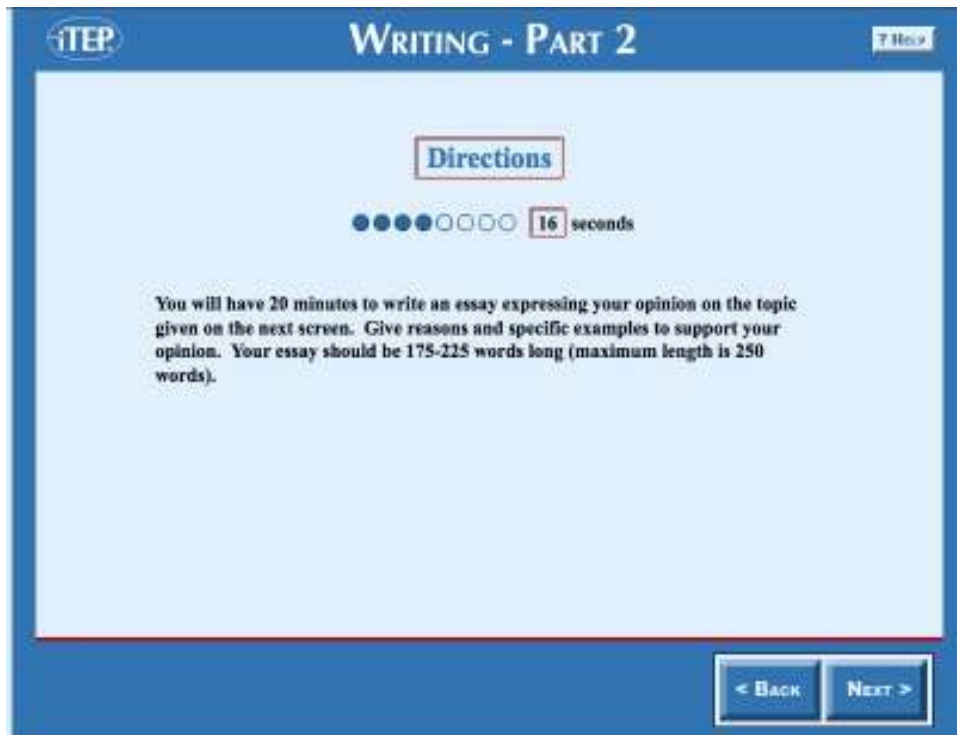 iTEP
WRITING - PART 2
? Help
Directions
16 seconds
You will have 20 minutes to write an essay expressing your opinion on the topic
given on the next screen. Give reasons and specific examples to support your
opinion. Your essay should be 175-225 words long (maximum length is 250
words).
< BACK
NEXT >